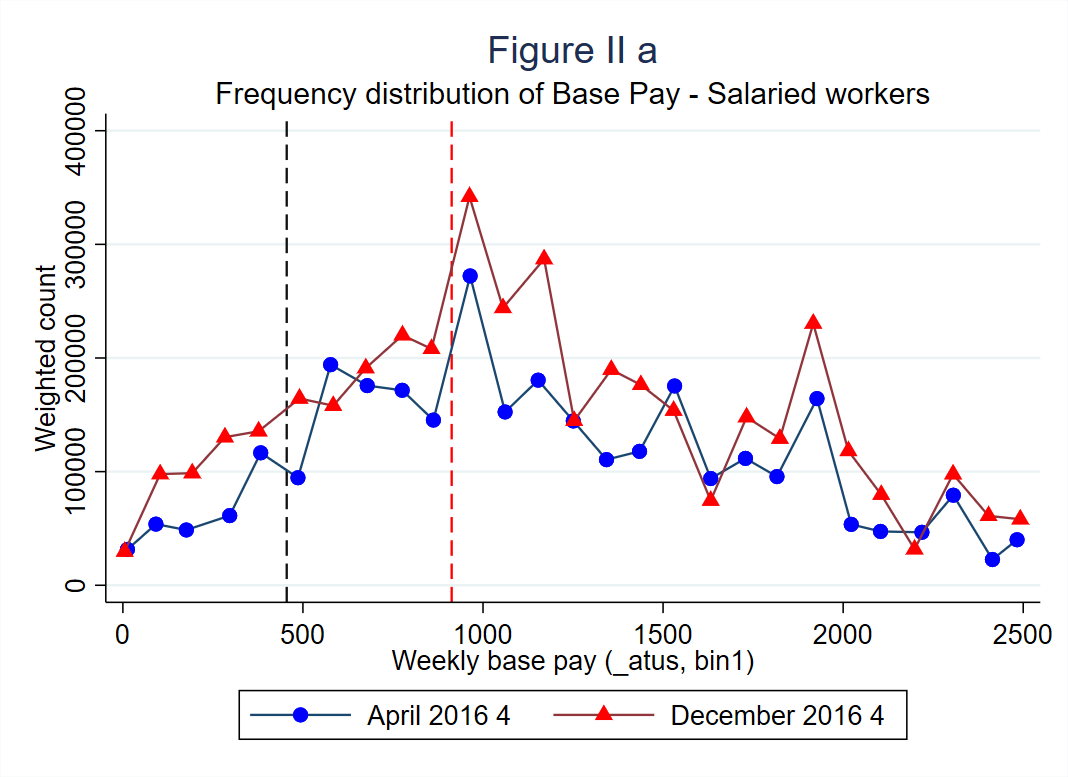 Figure II a
Frequency distribution of Base Pay - Salaried workers
Weighted count
400000
300000
200000
100000
0
0 500 1000 1500 2000 2500
Weekly base pay (_atus, bin1)
April 2016 4 December 2016 4